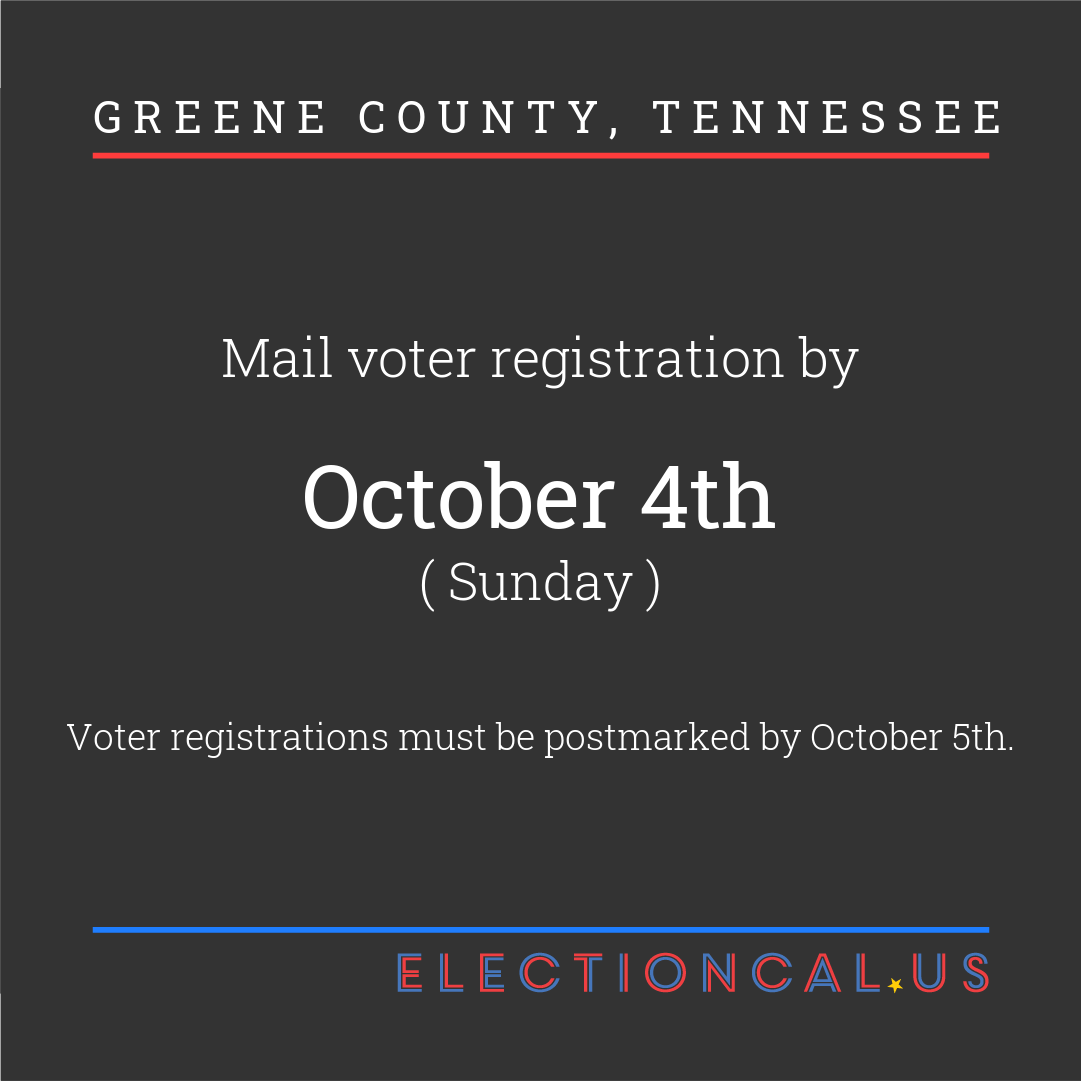 GREENE COUNTY, TENNESSEE
Mail voter registration by
October 4th
( Sunday )
Voter registrations must be postmarked by October 5th.
ELECTIONCAL.US